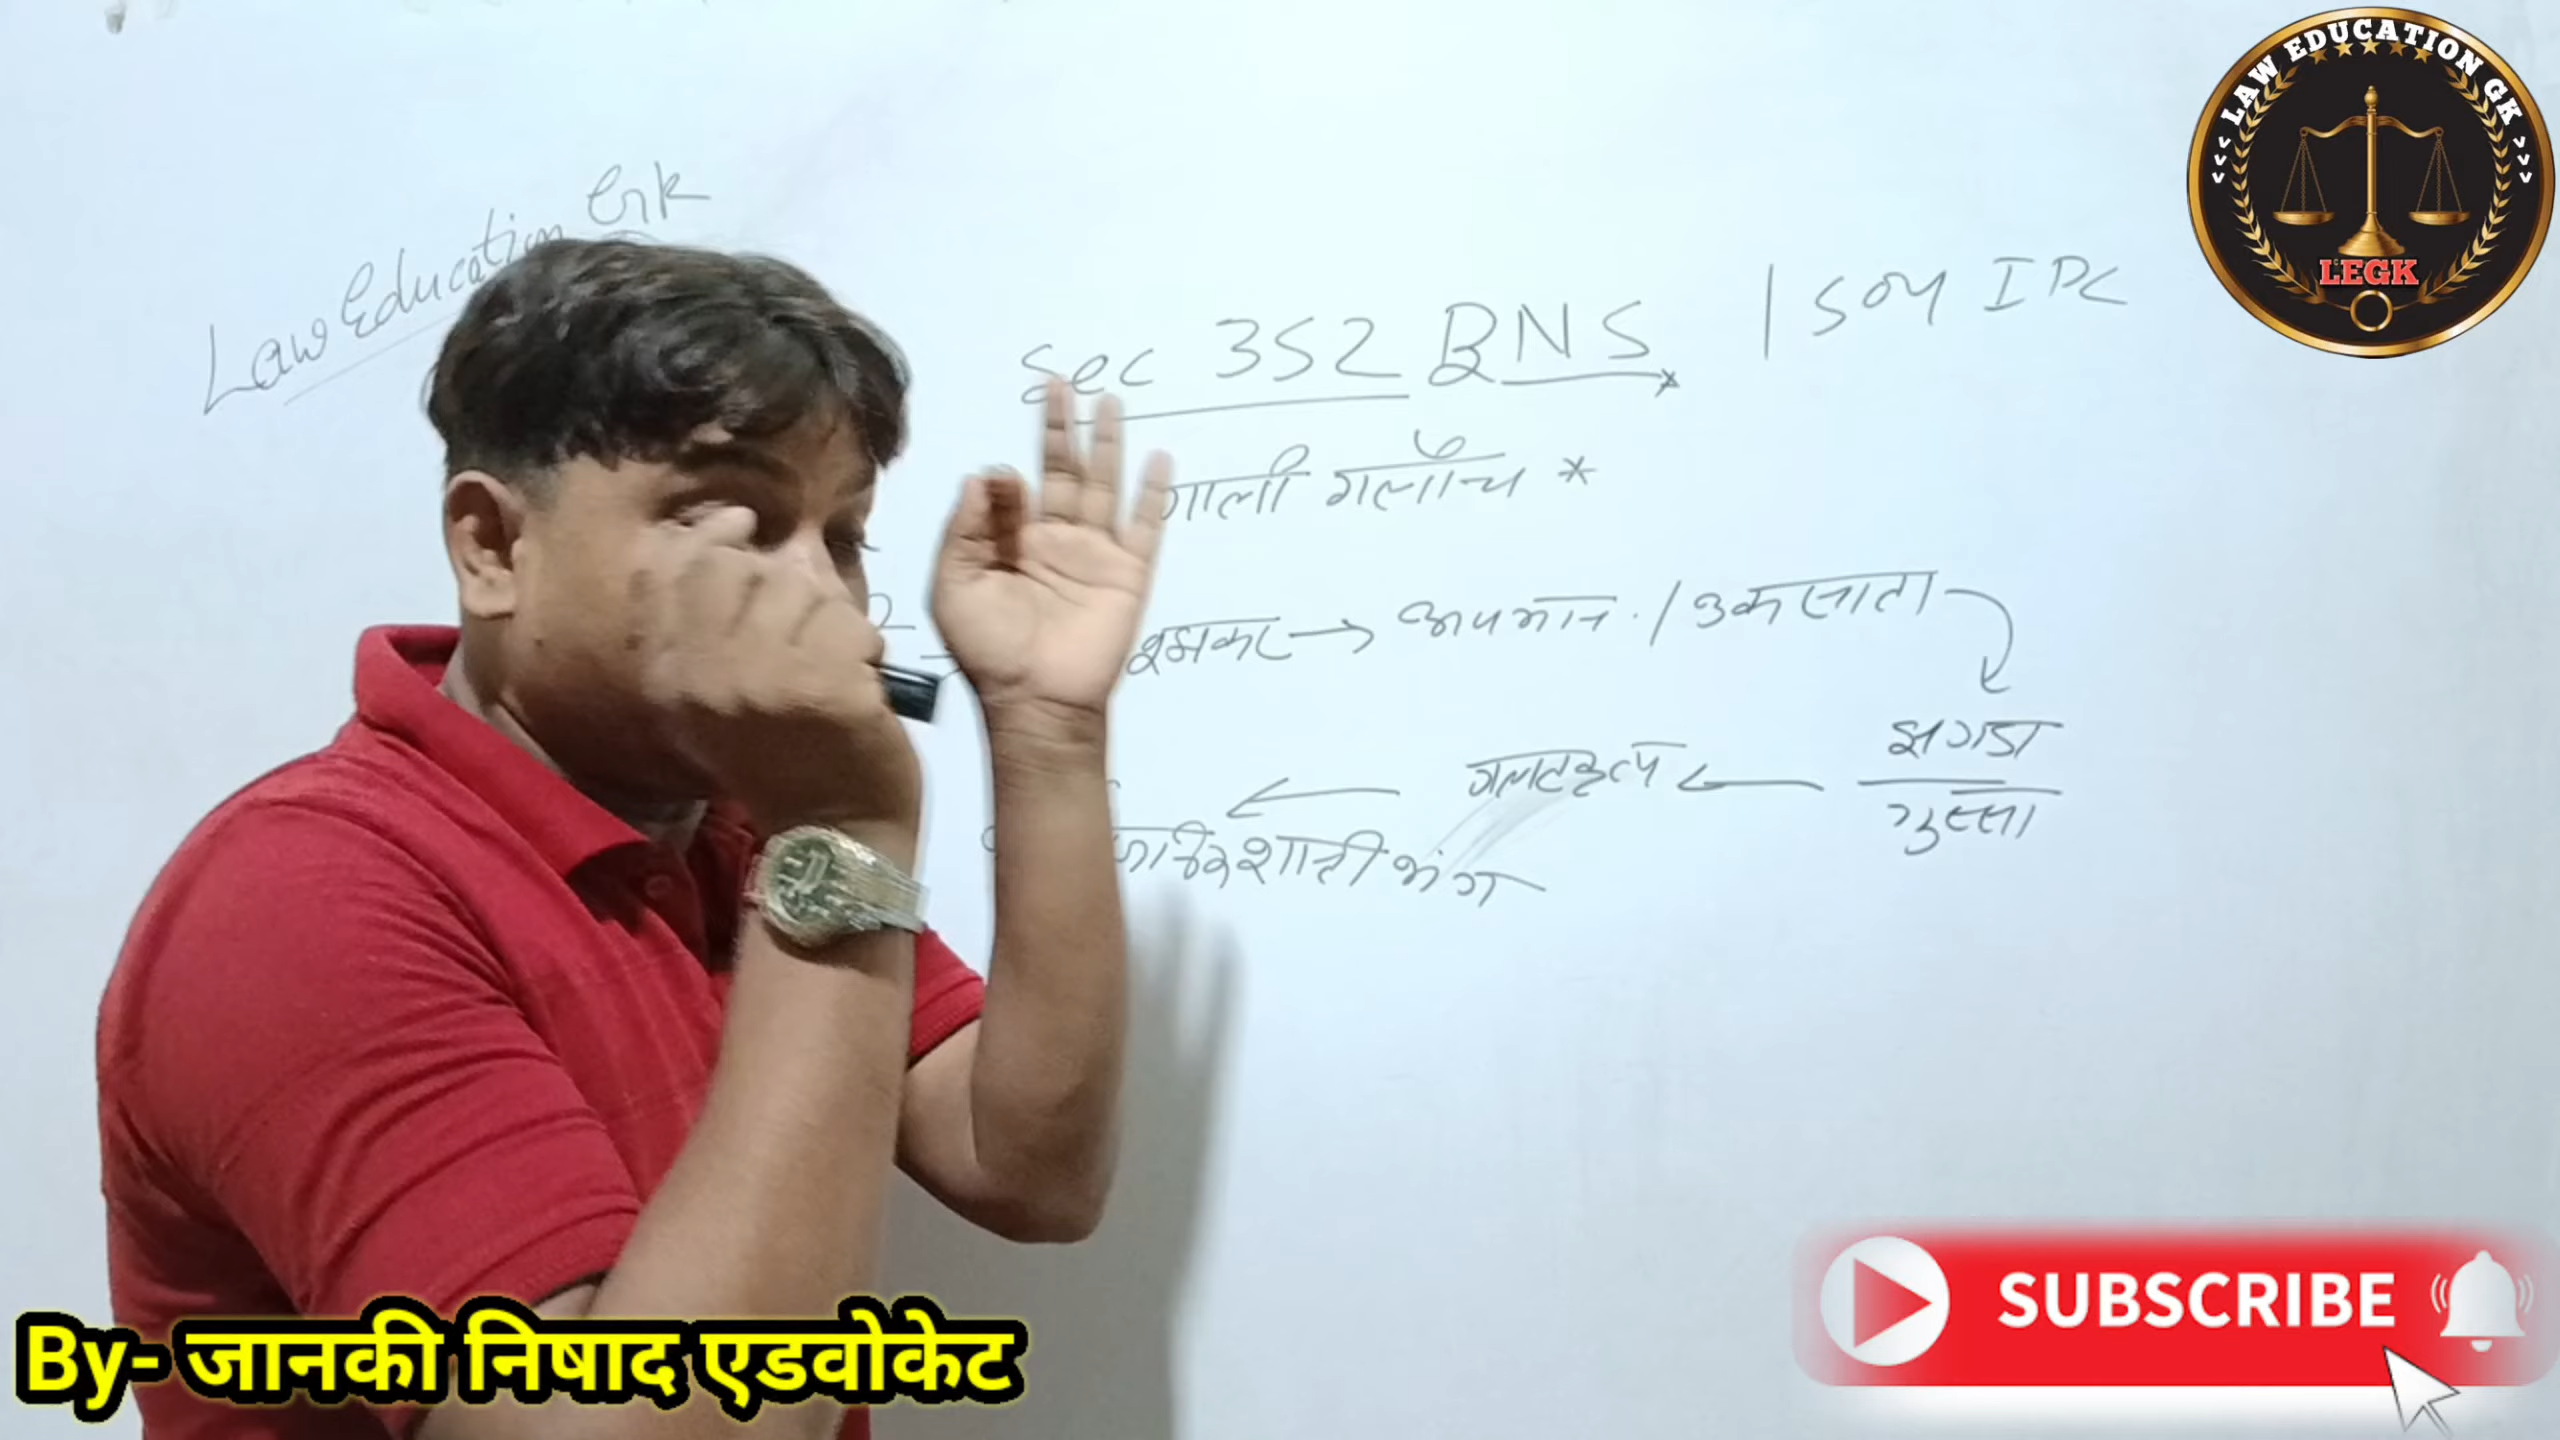 LAW EDUCATION GK
LEGK
Law Education Gk
Sec 352 BNS | 504 IPC
गाली गलौच *
→ अपमान. / उकसाता
झगडा
गुस्सा
गलतकृत्य
शान्ती भंग
SUBSCRIBE
By- जानकी निषाद एडवोकेट